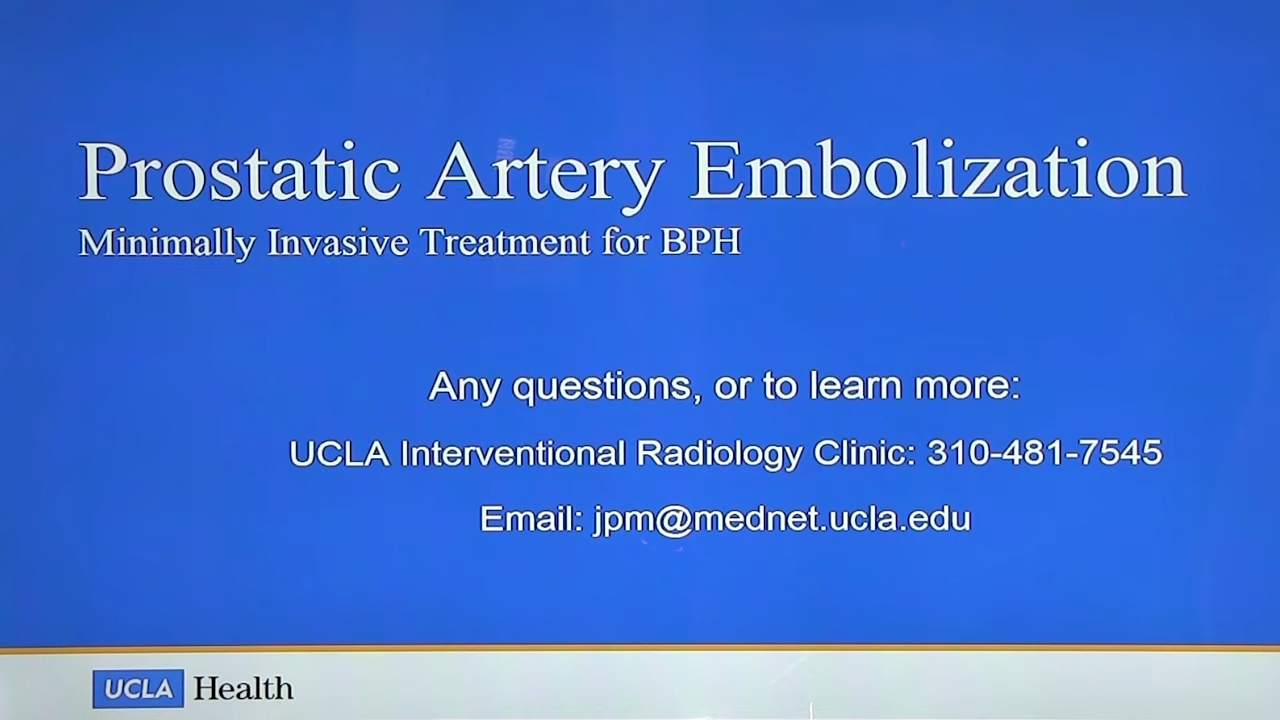 Prostatic Artery Embolization
Minimally Invasive Treatment for BPH
Any questions, or to learn more:
UCLA Interventional Radiology Clinic: 310-481-7545
Email: jpm@mednet.ucla.edu
UCLA Health